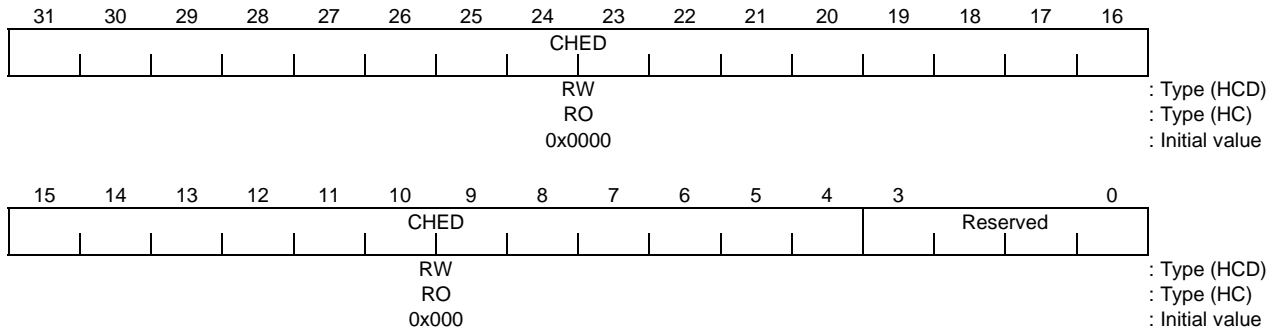 31 30 29 28 27 26 25 24 23 22 21 20 19 18 17 16
CHED
RW : Type (HCD)
RO : Type (HC)
0x0000 : Initial value
15 14 13 12 11 10 9 8 7 6 5 4 3 0
CHED Reserved
RW : Type (HCD)
RO : Type (HC)
0x000 : Initial value